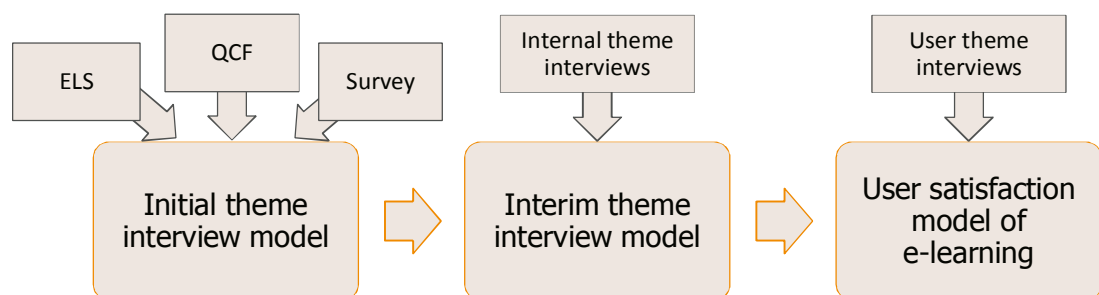 ELS
QCF
Survey
Internal theme
interviews
User theme
interviews
Initial theme
interview model
Interim theme
interview model
User satisfaction
model of
e-learning